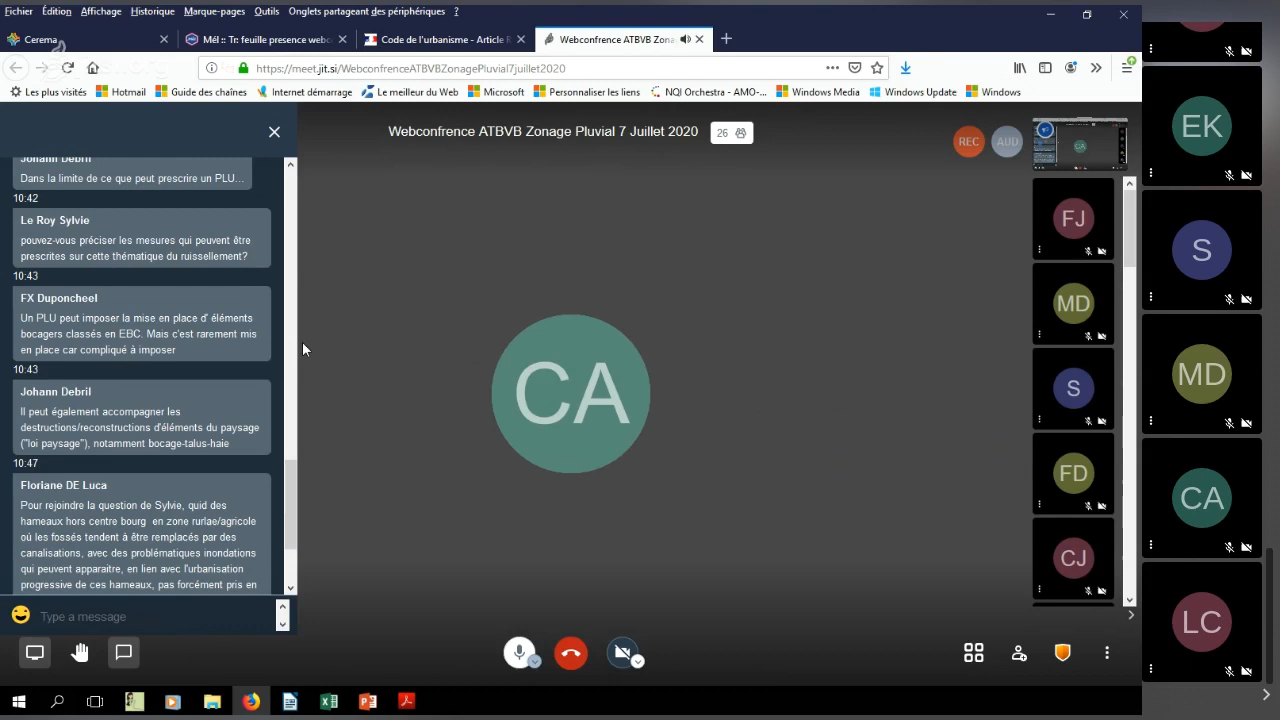 Fichier Édition Affichage Historique Marque-pages Outils Onglets partageant des périphériques ?
Cerema
Mél :: Tr: feuille presence webc
Code de l'urbanisme - Article R
Webconfrence ATBVB Zona
https://meet.jit.si/WebconfrenceATBVBZonagePluvial7juillet2020
Les plus visités Hotmail Guide des chaînes Internet démarrage Le meilleur du Web Microsoft Personnaliser les liens NQI Orchestra - AMO-... Windows Media Windows Update Windows
Webconfrence ATBVB Zonage Pluvial 7 Juillet 2020
26
REC
AUD
Johann Debril
Dans la limite de ce que peut prescrire un PLU...
10:42
Le Roy Sylvie
pouvez-vous préciser les mesures qui peuvent être
prescrites sur cette thématique du ruissellement?
10:43
FX Duponcheel
Un PLU peut imposer la mise en place d' éléments
bocagers classés en EBC. Mais c'est rarement mis
en place car compliqué à imposer
10:43
Johann Debril
Il peut également accompagner les
destructions/reconstructions d'éléments du paysage
("loi paysage"), notamment bocage-talus-haie
10:47
Floriane DE Luca
Pour rejoindre la question de Sylvie, quid des
hameaux hors centre bourg en zone rurlae/agricole
où les fossés tendent à être remplacés par des
canalisations, avec des problématiques inondations
qui peuvent apparaitre, en lien avec l'urbanisation
progressive de ces hameaux, pas forcément pris en
Type a message
CA
CA
FJ
MD
S
FD
CJ
EK
S
MD
CA
LC